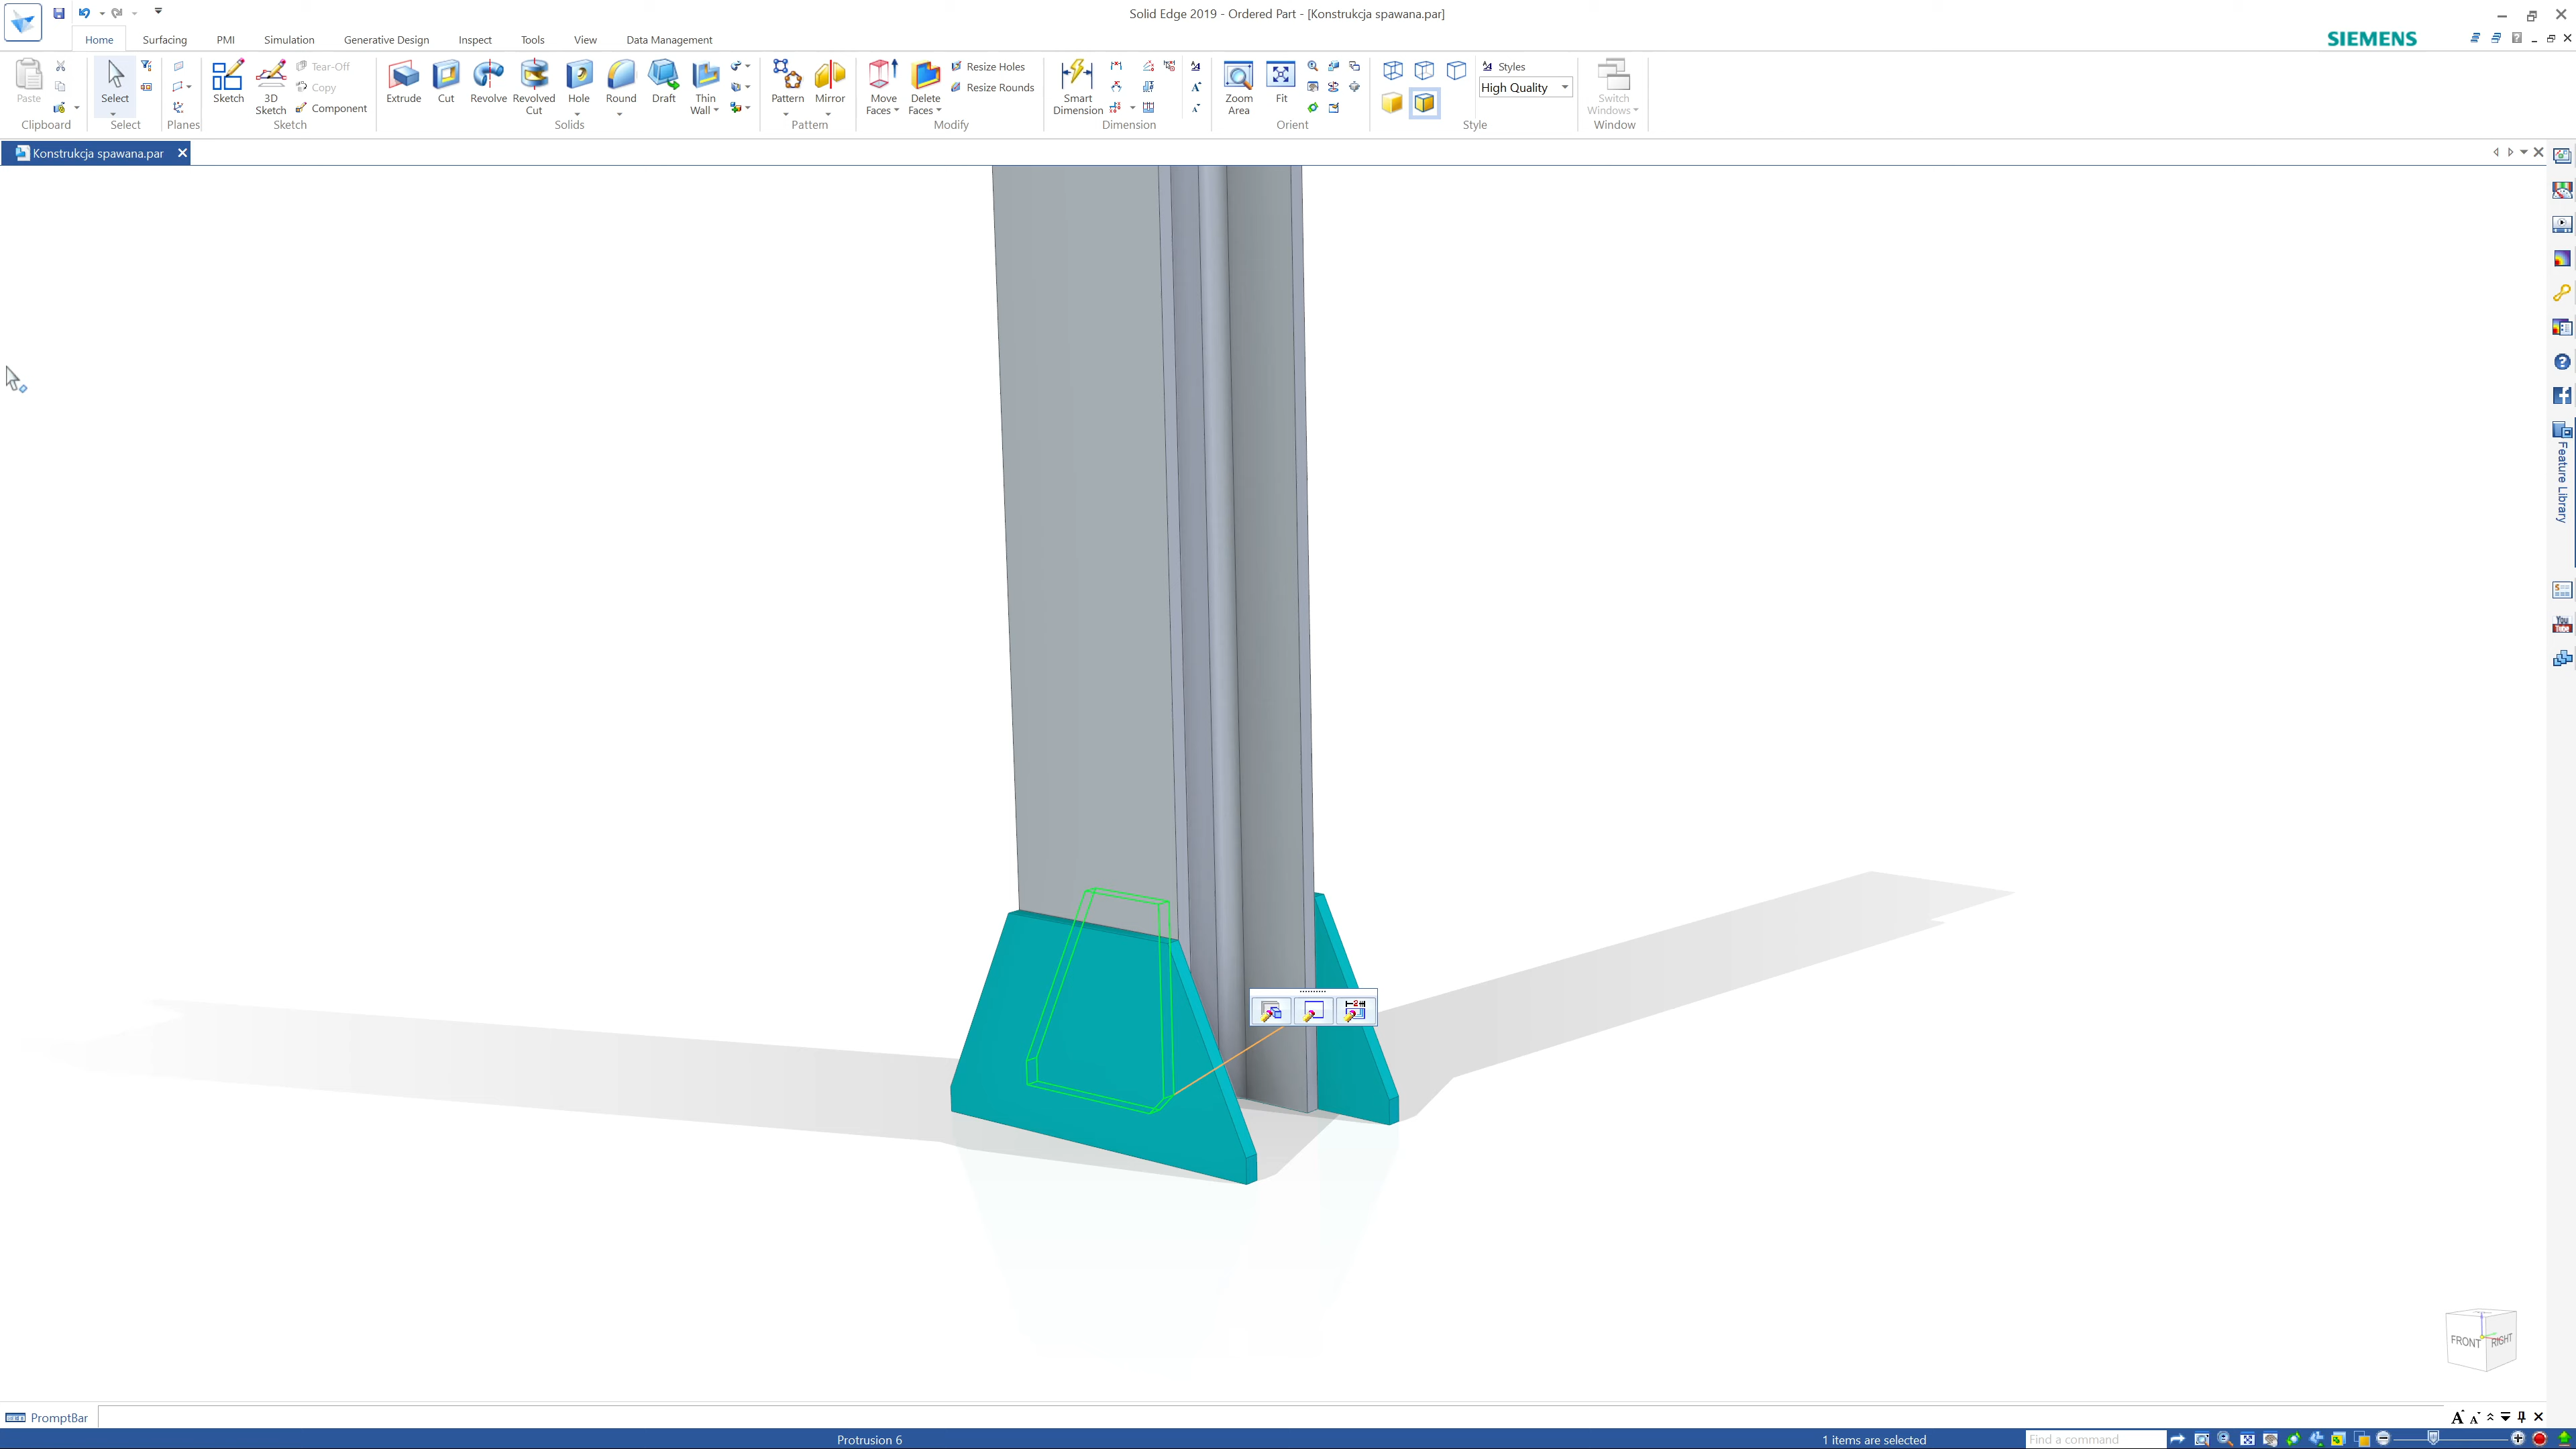 Solid Edge 2019 - Ordered Part - [Konstrukcja spawana.par]
Home
Surfacing
PMI
Simulation
Generative Design
Inspect
Tools
View
Data Management
SIEMENS
Paste
Clipboard
Select
Select
Planes
Sketch
3D
Sketch
Tear-Off
Copy
Component
Sketch
Extrude
Cut
Revolve
Revolved
Cut
Hole
Round
Draft
Thin
Wall
Solids
Pattern
Mirror
Pattern
Move
Faces
Delete
Faces
Resize Holes
Resize Rounds
Modify
Smart
Dimension
Dimension
Zoom
Area
Fit
Orient
Styles
High Quality
Style
Switch
Windows
Window
Konstrukcja spawana.par
Feature Library
You
Tube
FRONT
RIGHT
PromptBar
Protrusion 6
1 items are selected
Find a command